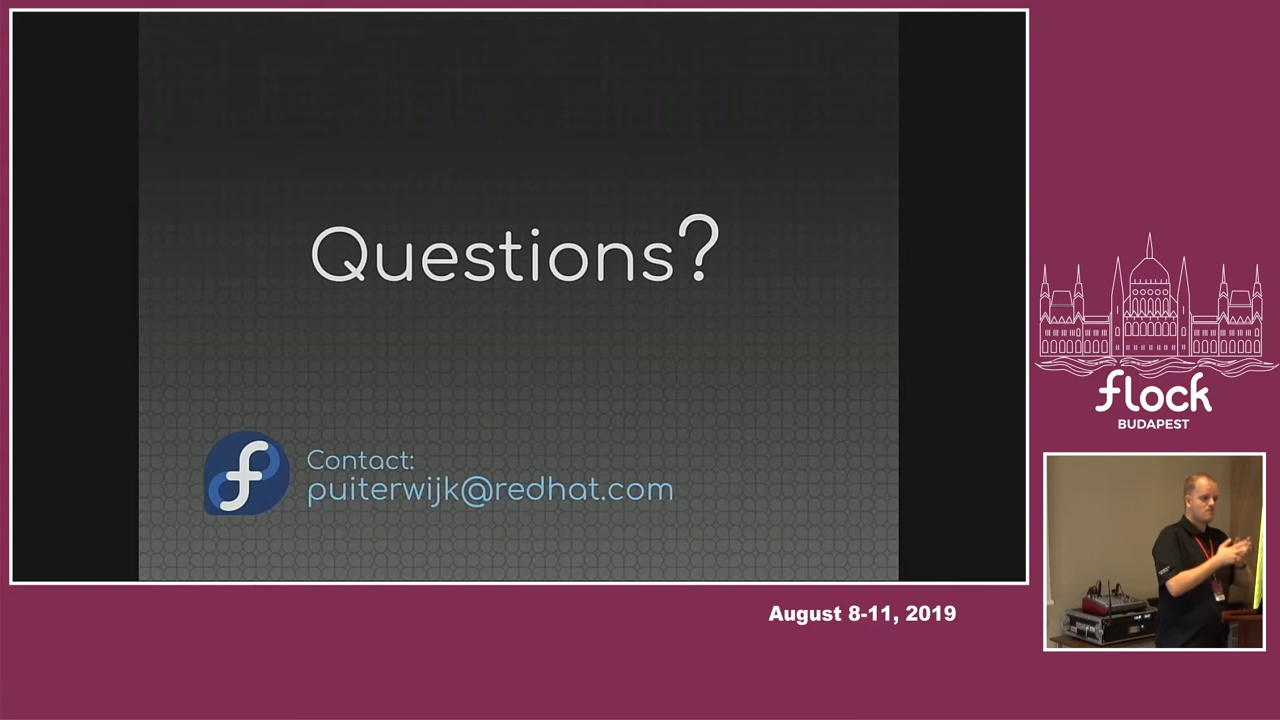 Questions?
Contact:
puiterwijk@redhat.com
flock
BUDAPEST
August 8-11, 2019